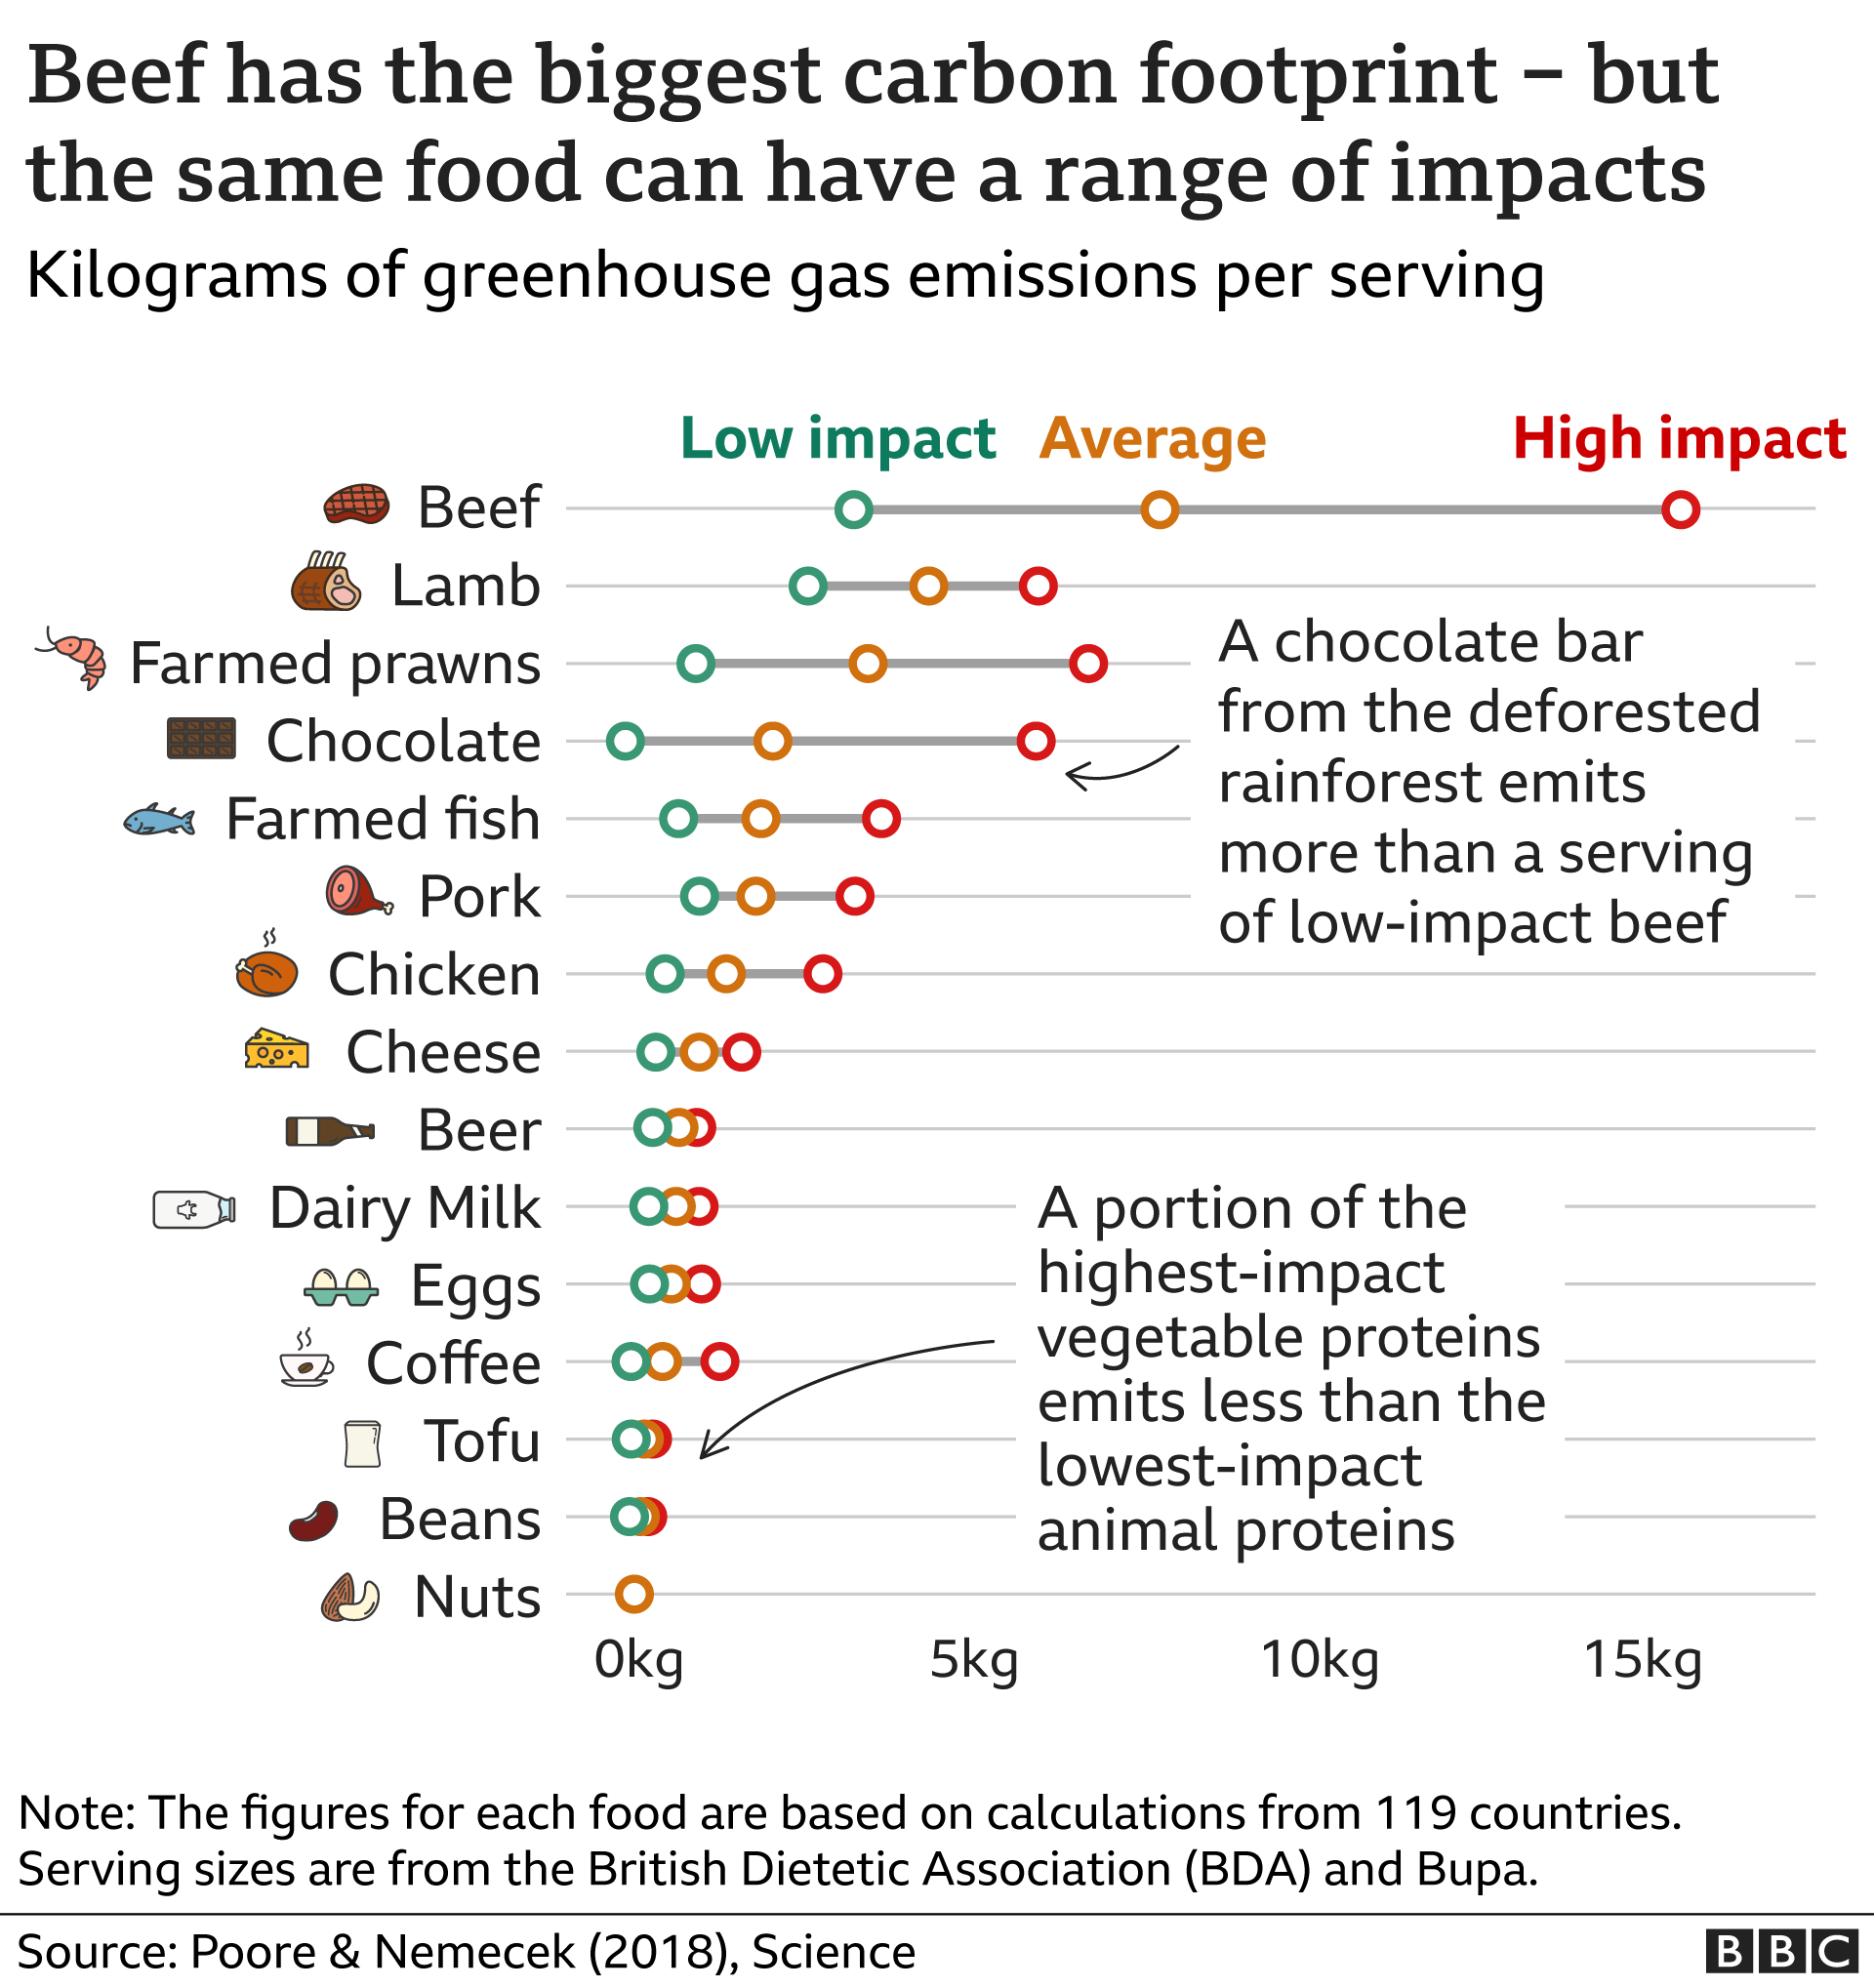 Beef has the biggest carbon footprint – but
the same food can have a range of impacts
Kilograms of greenhouse gas emissions per serving
Low impact Average High impact
Beef
Lamb
Farmed prawns
Chocolate
Farmed fish
Pork
Chicken
Cheese
Beer
Dairy Milk
Eggs
Coffee
Tofu
Beans
Nuts
A chocolate bar
from the deforested
rainforest emits
more than a serving
of low-impact beef
A portion of the
highest-impact
vegetable proteins
emits less than the
lowest-impact
animal proteins
0kg 5kg 10kg 15kg
Note: The figures for each food are based on calculations from 119 countries.
Serving sizes are from the British Dietetic Association (BDA) and Bupa.
Source: Poore & Nemecek (2018), Science
BBC